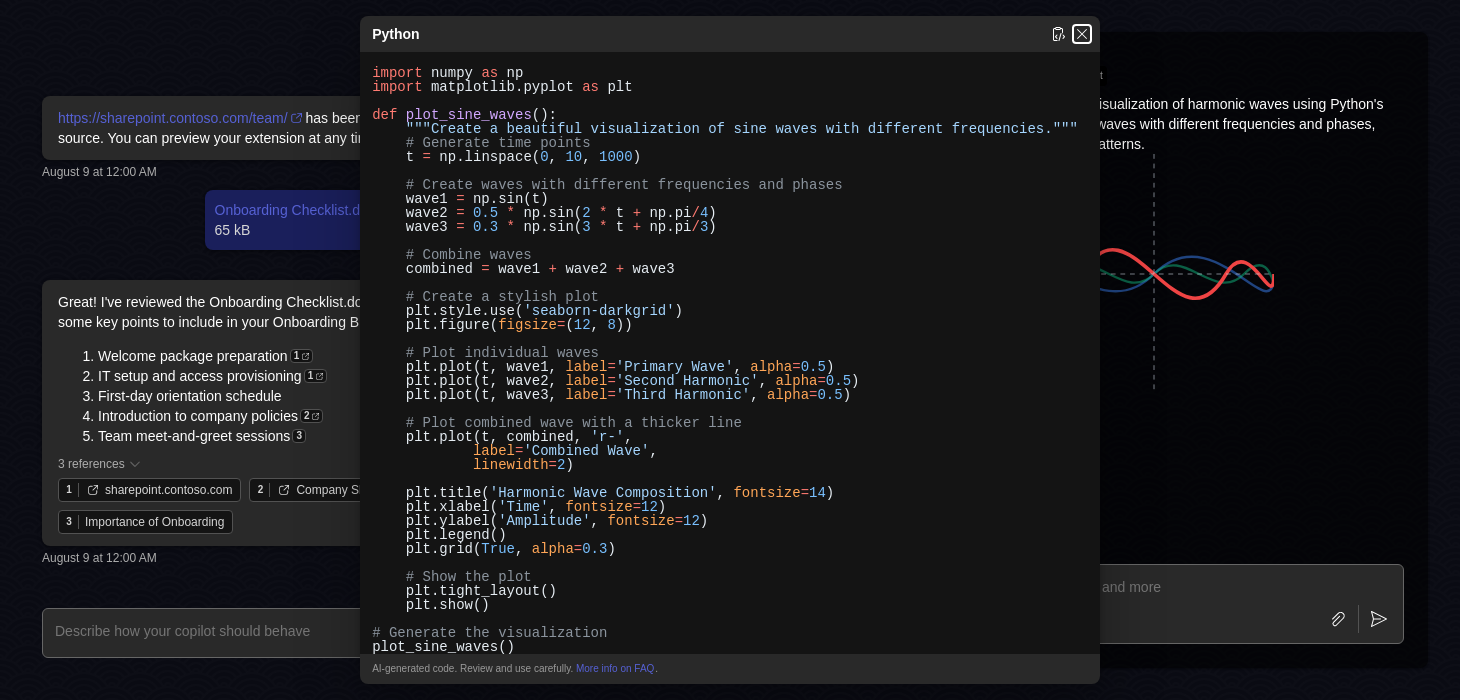 Python
import numpy as np
import matplotlib.pyplot as plt
def plot_sine_waves():
"""Create a beautiful visualization of sine waves with different frequencies."""
# Generate time points
t = np.linspace(0, 10, 1000)
# Create waves with different frequencies and phases
wave1 = np.sin(t)
wave2 = 0.5 * np.sin(2 * t + np.pi/4)
wave3 = 0.3 * np.sin(3 * t + np.pi/3)
# Combine waves
combined = wave1 + wave2 + wave3
# Create a stylish plot
plt.style.use('seaborn-darkgrid')
plt.figure(figsize=(12, 8))
# Plot individual waves
plt.plot(t, wave1, label='Primary Wave', alpha=0.5)
plt.plot(t, wave2, label='Second Harmonic', alpha=0.5)
plt.plot(t, wave3, label='Third Harmonic', alpha=0.5)
# Plot combined wave with a thicker line
plt.plot(t, combined, 'r-',
label='Combined Wave',
linewidth=2)
plt.title('Harmonic Wave Composition', fontsize=14)
plt.xlabel('Time', fontsize=12)
plt.ylabel('Amplitude', fontsize=12)
plt.legend()
plt.grid(True, alpha=0.3)
# Show the plot
plt.tight_layout()
plt.show()
# Generate the visualization
plot_sine_waves()
AI-generated code. Review and use carefully. More info on FAQ.
https://sharepoint.contoso.com/team/ has been
source. You can preview your extension at any
August 9 at 12:00 AM
Onboarding Checklist.d
65 kB
Great! I've reviewed the Onboarding Checklist.do
some key points to include in your Onboarding B
1. Welcome package preparation 1
2. IT setup and access provisioning 1
3. First-day orientation schedule
4. Introduction to company policies 2
5. Team meet-and-greet sessions 3
3 references
1 sharepoint.contoso.com
2 Company S
3 Importance of Onboarding
August 9 at 12:00 AM
Describe how your copilot should behave
isualization of harmonic waves using Python's
waves with different frequencies and phases,
atterns.
and more